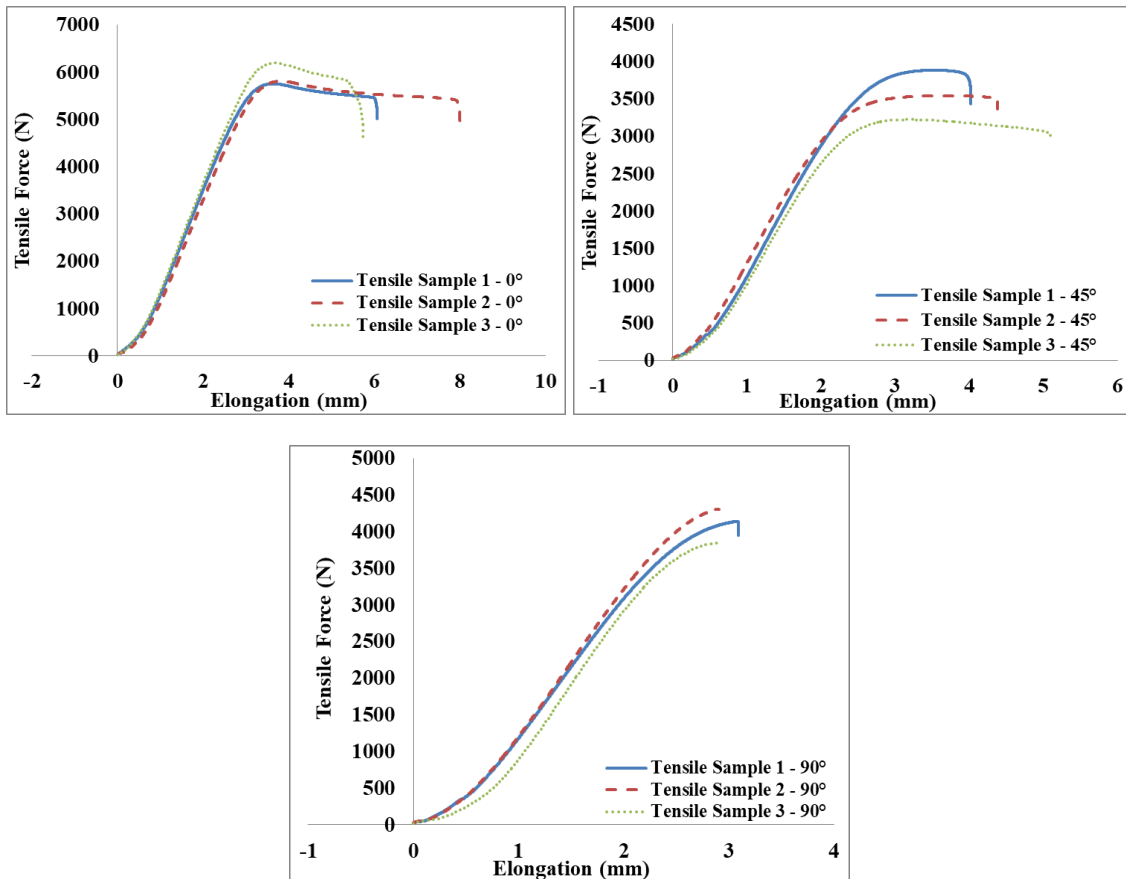 Tensile Force (N)
7000
6000
5000
4000
3000
2000
1000
0
-2 0 2 4 6 8 10
Elongation (mm)
Tensile Sample 1 - 0°
Tensile Sample 2 - 0°
Tensile Sample 3 - 0°
Tensile Force (N)
4500
4000
3500
3000
2500
2000
1500
1000
500
0
-1 0 1 2 3 4 5 6
Elongation (mm)
Tensile Sample 1 - 45°
Tensile Sample 2 - 45°
Tensile Sample 3 - 45°
Tensile Force (N)
5000
4500
4000
3500
3000
2500
2000
1500
1000
500
0
-1 0 1 2 3 4
Elongation (mm)
Tensile Sample 1 - 90°
Tensile Sample 2 - 90°
Tensile Sample 3 - 90°